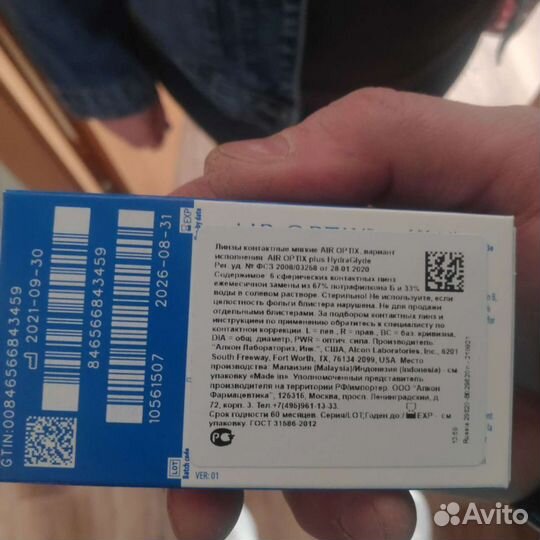 Линзы контактные мягкие AIR OPTIX, вариант
исполнения: AIR OPTIX plus HydraGlyde
Рег. уд. № ФСЗ 2008/03268 от 28.01.2020
Содержимое: 6 сферических контактных линз
ежемесячной замены из 67% лотрафилкона Б и 33%
воды в солевом растворе. Стерильно! Не используйте, если
целостность фольги блистера нарушена. Не для продажи
отдельными блистерами. За подбором контактных линз и
инструкцией по применению обратитесь к специалисту по
контактной коррекции. L = лев., R = прав., BC = баз. кривизна,
DIA = общ. диаметр, PWR = оптич. сила. Производитель:
"Алкон Лабораториз, Инк.", США, Alcon Laboratories, Inc., 6201
South Freeway, Fort Worth, TX, 76134-2099, USA. Место
производства: Малайзия (Malaysia)/Индонезия (Indonesia) - см
упаковку «Made in». Уполномоченный представитель
производителя на территории РФ/импортер: ООО "Алкон
Фармацевтика", 125315, Москва, просп. Ленинградский,
д. 72, корп. 3. Тел.+7(495)961-13-33.
Срок годности 60 месяцев. Серия/LOT;Годен до:/ EXP - см
упаковку. ГОСТ 31586-2012
GTIN:00846566843459
2021-09-30
846566843459
10561507
2026-08-31
EXP
LOT
Batch code
VER: 01
13:59
Avito